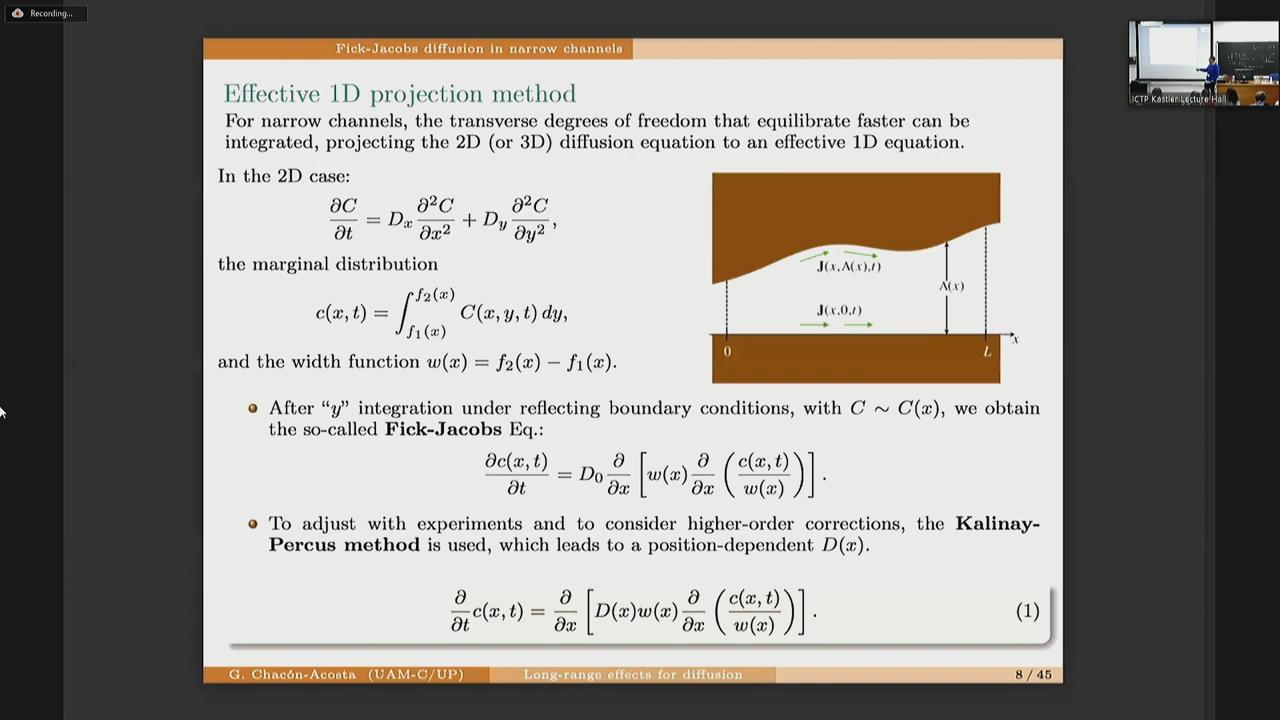 Recording...
ICTP Kastler Lecture Hall
Fick-Jacobs diffusion in narrow channels
Effective 1D projection method
For narrow channels, the transverse degrees of freedom that equilibrate faster can be
integrated, projecting the 2D (or 3D) diffusion equation to an effective 1D equation.
In the 2D case:
∂C/∂t = D_x ∂²C/∂x² + D_y ∂²C/∂y²,
the marginal distribution
c(x, t) = ∫_{f₁(x)}^{f₂(x)} C(x, y, t) dy,
and the width function w(x) = f₂(x) − f₁(x).
J(x,Λ(x),t)
Λ(x)
J(x,0,t)
x
0
L
After “y” integration under reflecting boundary conditions, with C ∼ C(x), we obtain
the so-called Fick-Jacobs Eq.:
∂c(x, t)/∂t = D₀ ∂/∂x [w(x) ∂/∂x (c(x, t)/w(x))].
To adjust with experiments and to consider higher-order corrections, the Kalinay-
Percus method is used, which leads to a position-dependent D(x).
∂/∂t c(x, t) = ∂/∂x [D(x)w(x) ∂/∂x (c(x, t)/w(x))]. (1)
G. Chacón-Acosta (UAM-C/UP) Long-range effects for diffusion 8 / 45